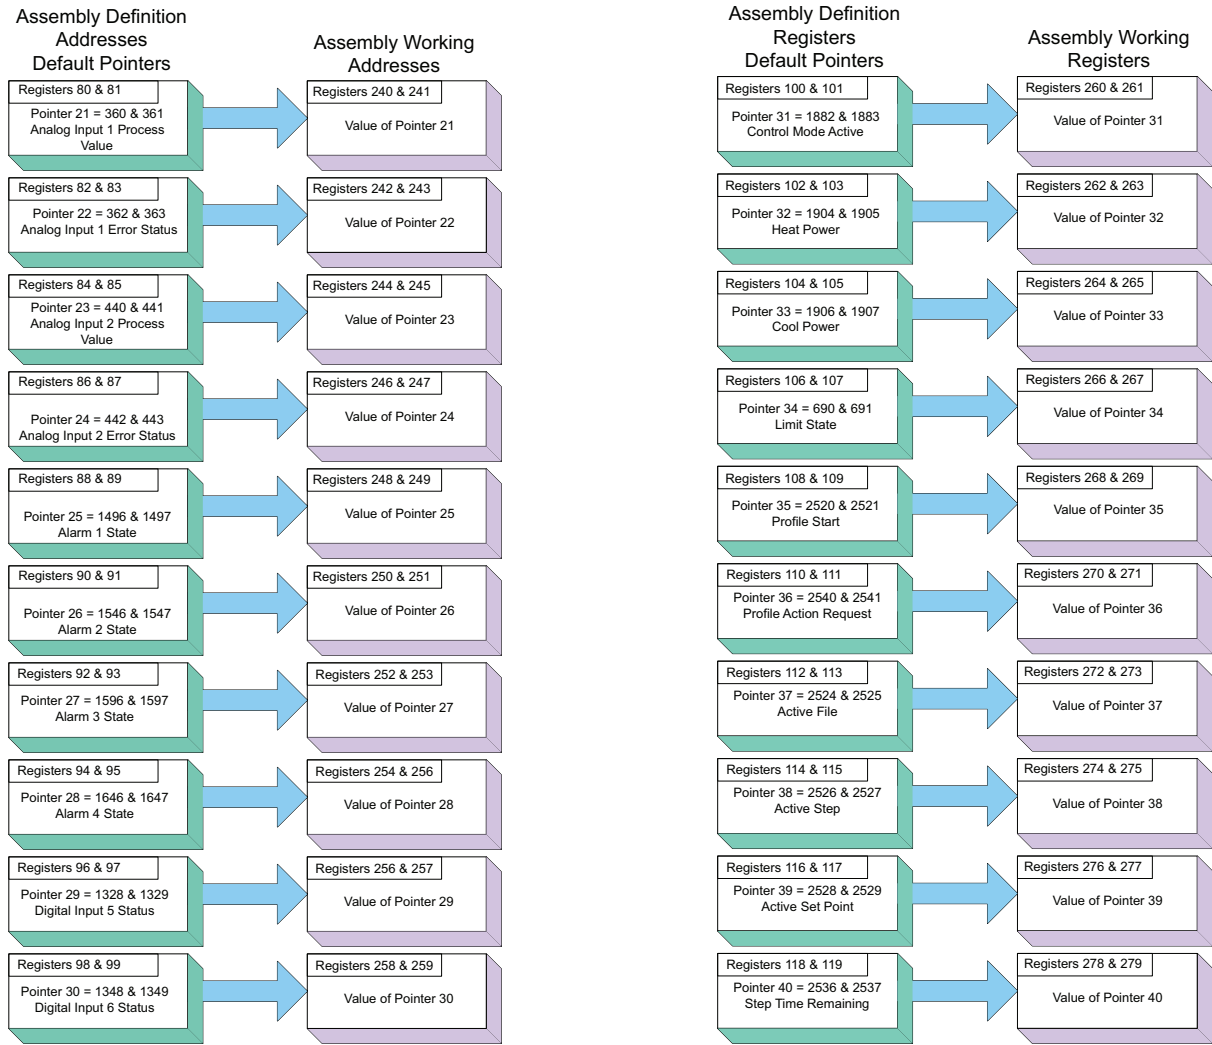 Assembly Definition
Addresses
Default Pointers
Assembly Working
Addresses
Registers 80 & 81
Pointer 21 = 360 & 361
Analog Input 1 Process
Value
Registers 240 & 241
Value of Pointer 21
Registers 82 & 83
Pointer 22 = 362 & 363
Analog Input 1 Error Status
Registers 242 & 243
Value of Pointer 22
Registers 84 & 85
Pointer 23 = 440 & 441
Analog Input 2 Process
Value
Registers 244 & 245
Value of Pointer 23
Registers 86 & 87
Pointer 24 = 442 & 443
Analog Input 2 Error Status
Registers 246 & 247
Value of Pointer 24
Registers 88 & 89
Pointer 25 = 1496 & 1497
Alarm 1 State
Registers 248 & 249
Value of Pointer 25
Registers 90 & 91
Pointer 26 = 1546 & 1547
Alarm 2 State
Registers 250 & 251
Value of Pointer 26
Registers 92 & 93
Pointer 27 = 1596 & 1597
Alarm 3 State
Registers 252 & 253
Value of Pointer 27
Registers 94 & 95
Pointer 28 = 1646 & 1647
Alarm 4 State
Registers 254 & 256
Value of Pointer 28
Registers 96 & 97
Pointer 29 = 1328 & 1329
Digital Input 5 Status
Registers 256 & 257
Value of Pointer 29
Registers 98 & 99
Pointer 30 = 1348 & 1349
Digital Input 6 Status
Registers 258 & 259
Value of Pointer 30
Assembly Definition
Registers
Default Pointers
Assembly Working
Registers
Registers 100 & 101
Pointer 31 = 1882 & 1883
Control Mode Active
Registers 260 & 261
Value of Pointer 31
Registers 102 & 103
Pointer 32 = 1904 & 1905
Heat Power
Registers 262 & 263
Value of Pointer 32
Registers 104 & 105
Pointer 33 = 1906 & 1907
Cool Power
Registers 264 & 265
Value of Pointer 33
Registers 106 & 107
Pointer 34 = 690 & 691
Limit State
Registers 266 & 267
Value of Pointer 34
Registers 108 & 109
Pointer 35 = 2520 & 2521
Profile Start
Registers 268 & 269
Value of Pointer 35
Registers 110 & 111
Pointer 36 = 2540 & 2541
Profile Action Request
Registers 270 & 271
Value of Pointer 36
Registers 112 & 113
Pointer 37 = 2524 & 2525
Active File
Registers 272 & 273
Value of Pointer 37
Registers 114 & 115
Pointer 38 = 2526 & 2527
Active Step
Registers 274 & 275
Value of Pointer 38
Registers 116 & 117
Pointer 39 = 2528 & 2529
Active Set Point
Registers 276 & 277
Value of Pointer 39
Registers 118 & 119
Pointer 40 = 2536 & 2537
Step Time Remaining
Registers 278 & 279
Value of Pointer 40